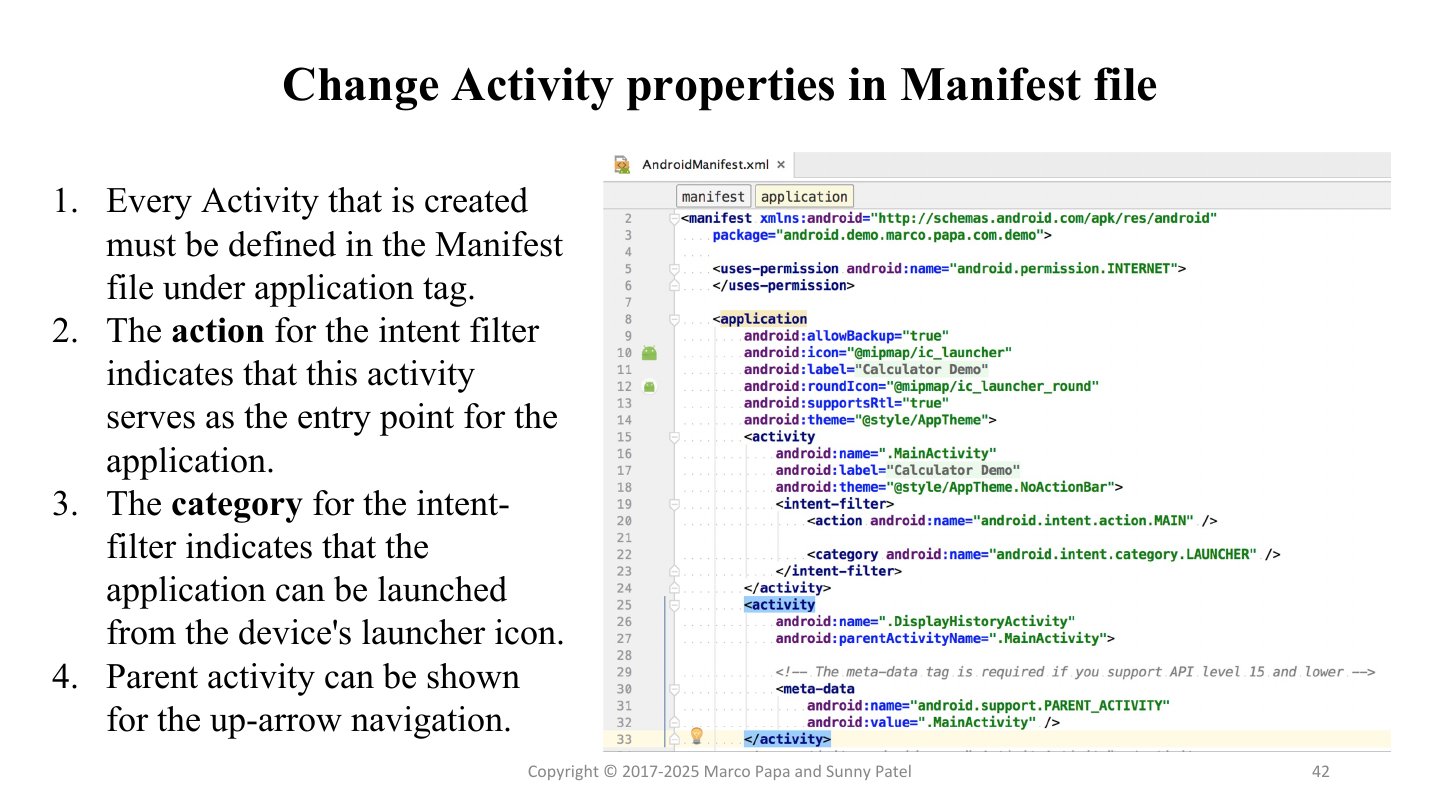 Change Activity properties in Manifest file
1. Every Activity that is created
must be defined in the Manifest
file under application tag.
2. The action for the intent filter
indicates that this activity
serves as the entry point for the
application.
3. The category for the intent-
filter indicates that the
application can be launched
from the device's launcher icon.
4. Parent activity can be shown
for the up-arrow navigation.
AndroidManifest.xml ×
manifest application
2 <manifest xmlns:android="http://schemas.android.com/apk/res/android"
3 package="android.demo.marco.papa.com.demo">
4
5 <uses-permission android:name="android.permission.INTERNET">
6 </uses-permission>
7
8 <application
9 android:allowBackup="true"
10 android:icon="@mipmap/ic_launcher"
11 android:label="Calculator Demo"
12 android:roundIcon="@mipmap/ic_launcher_round"
13 android:supportsRtl="true"
14 android:theme="@style/AppTheme">
15 <activity
16 android:name=".MainActivity"
17 android:label="Calculator Demo"
18 android:theme="@style/AppTheme.NoActionBar">
19 <intent-filter>
20 <action android:name="android.intent.action.MAIN" />
21
22 <category android:name="android.intent.category.LAUNCHER" />
23 </intent-filter>
24 </activity>
25 <activity
26 android:name=".DisplayHistoryActivity"
27 android:parentActivityName=".MainActivity">
28
29 <!-- The meta-data tag is required if you support API level 15 and lower -->
30 <meta-data
31 android:name="android.support.PARENT_ACTIVITY"
32 android:value=".MainActivity" />
33 </activity>
Copyright © 2017-2025 Marco Papa and Sunny Patel
42